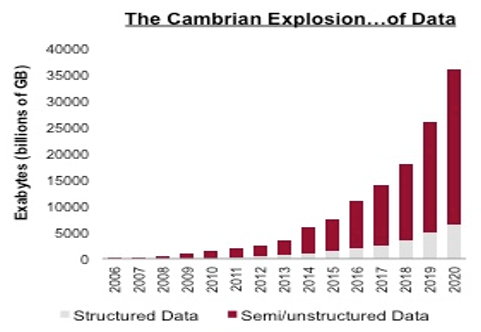 The Cambrian Explosion...of Data
Exabytes (billions of GB)
40000
35000
30000
25000
20000
15000
10000
5000
0
2006 2007 2008 2009 2010 2011 2012 2013 2014 2015 2016 2017 2018 2019 2020
Structured Data Semi/unstructured Data